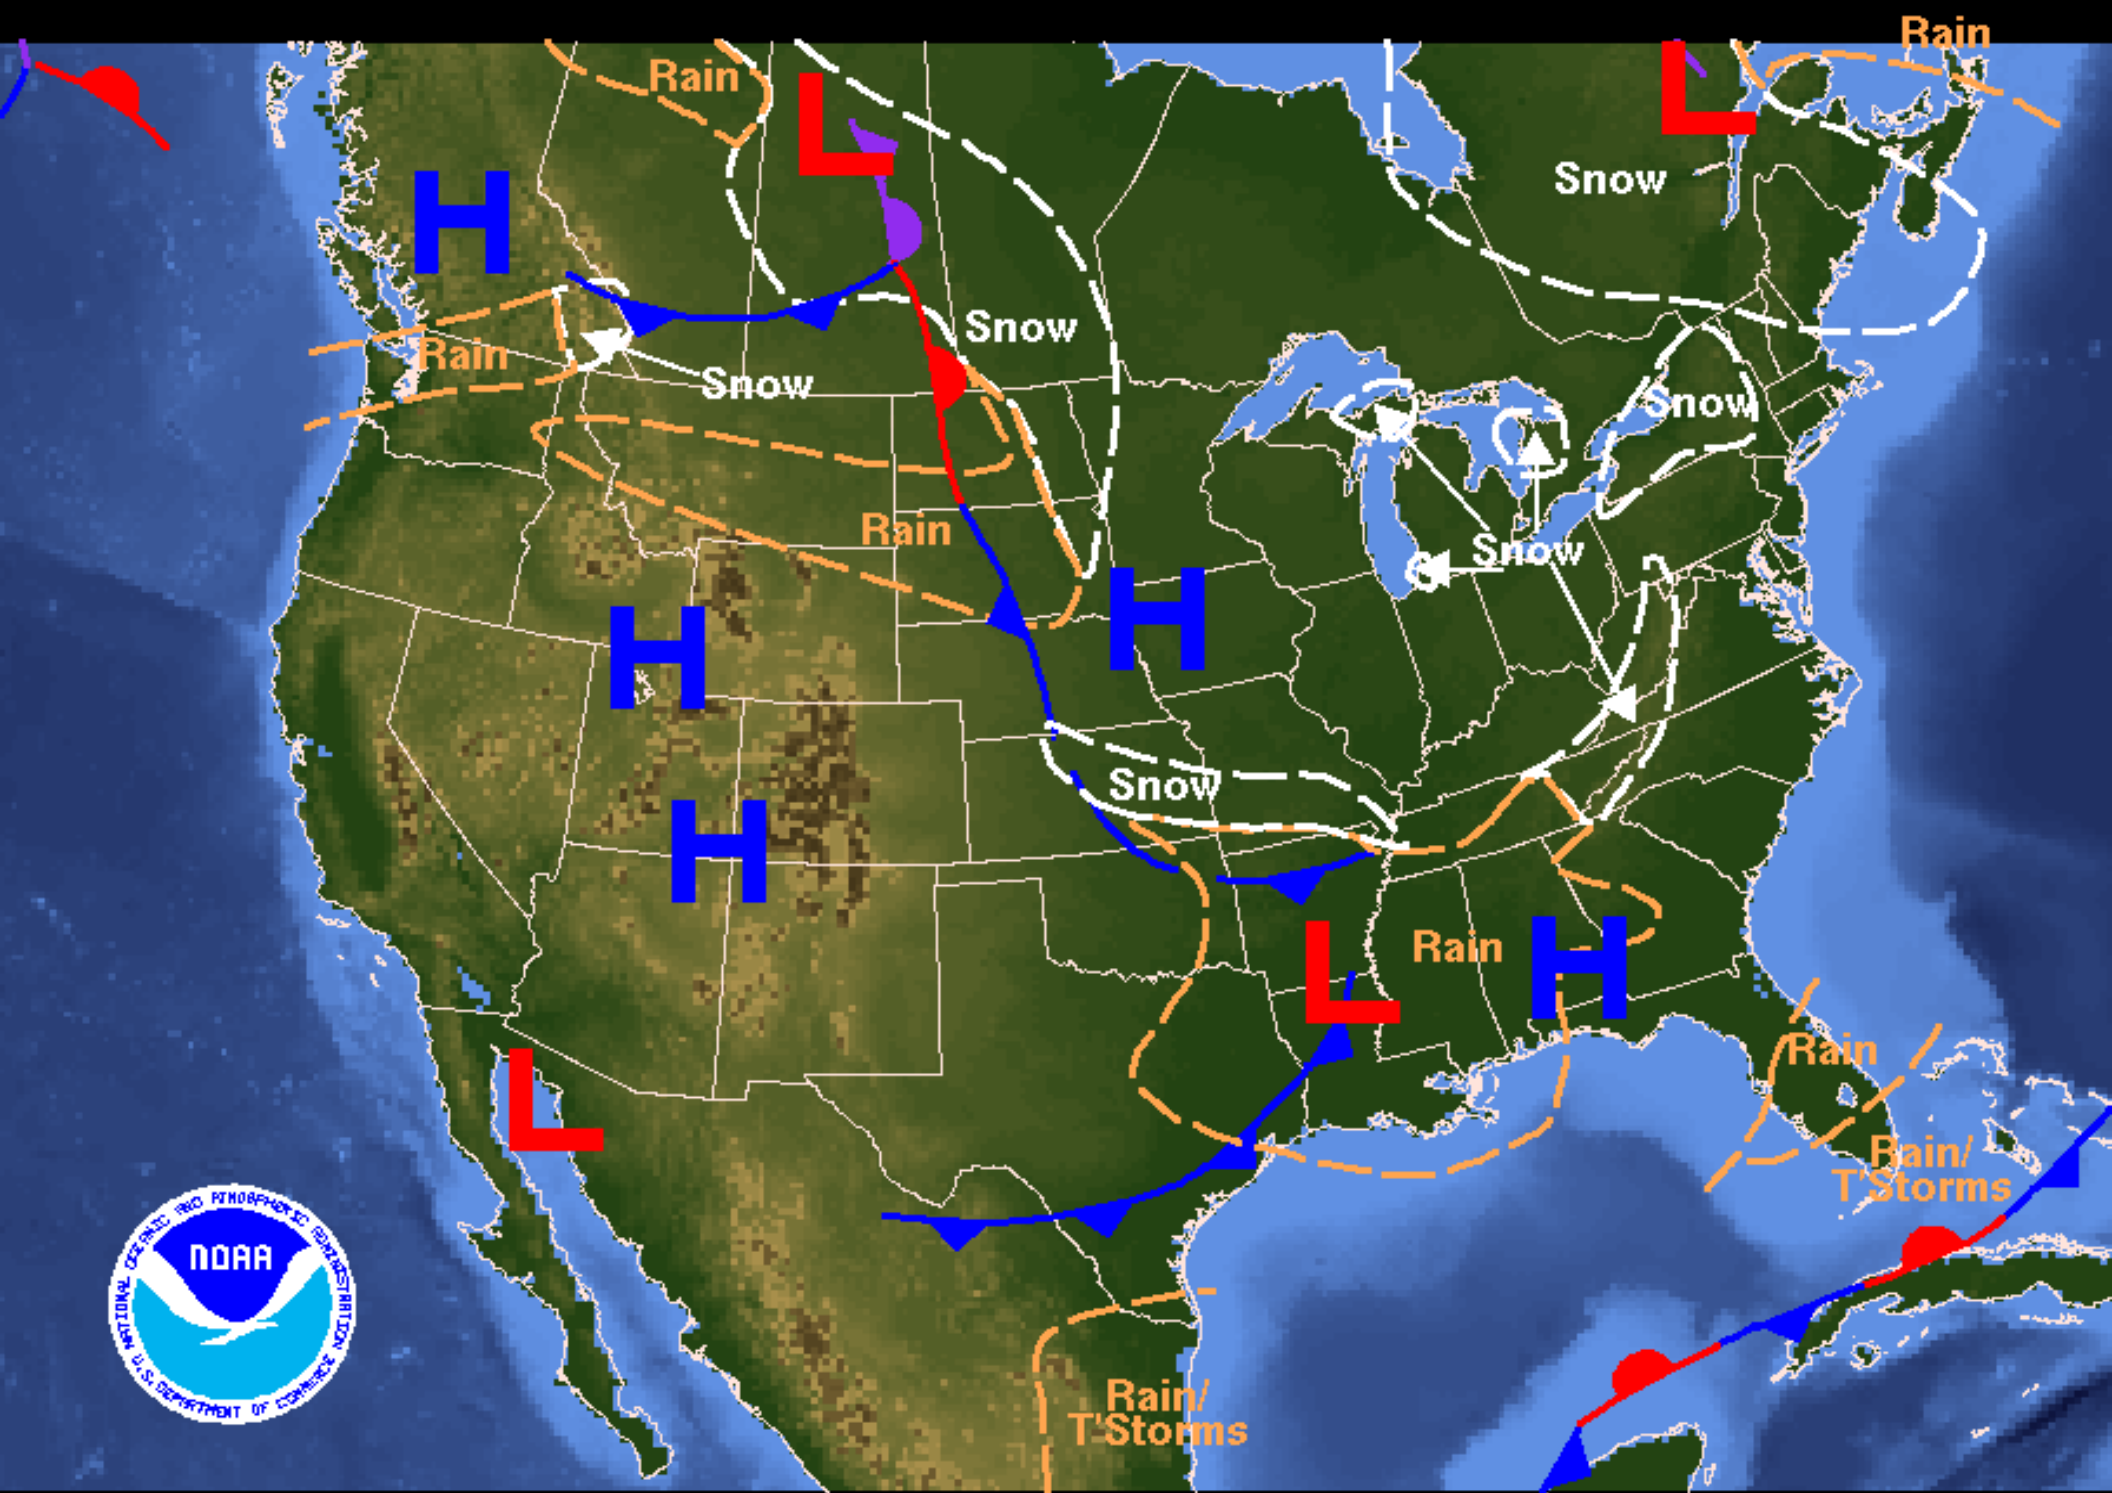 Rain
Rain
L
L
Snow
H
Snow
Rain
Snow
Snow
Rain
Snow
H
H
Snow
H
L
Rain
H
Rain
L
Rain/
T'Storms
NATIONAL OCEANIC AND ATMOSPHERIC ADMINISTRATION
NOAA
U.S. DEPARTMENT OF COMMERCE
Rain/
T'Storms